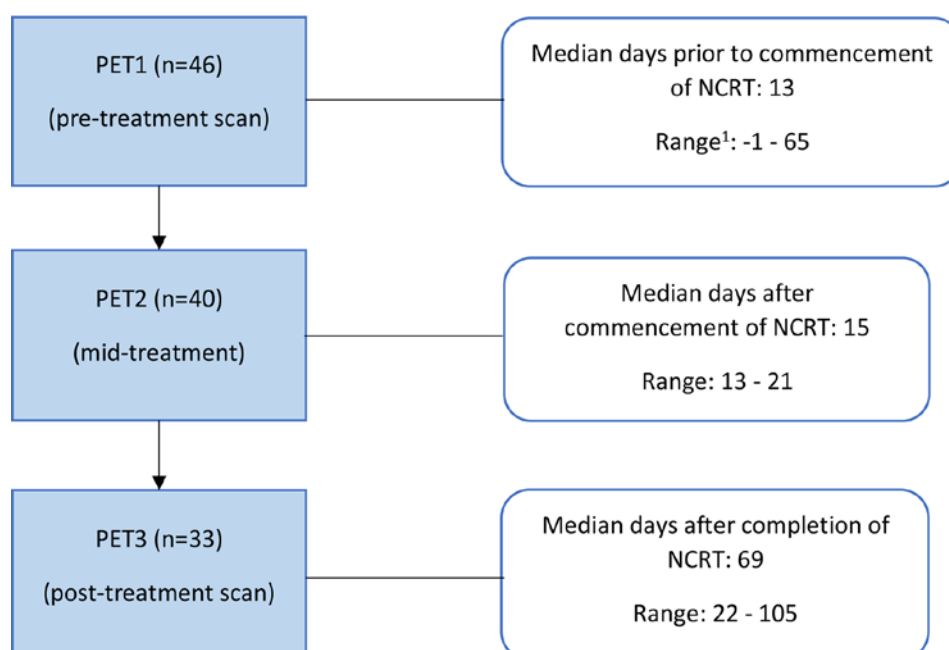 PET1 (n=46)
(pre-treatment scan)
Median days prior to commencement
of NCRT: 13
Range¹: -1 - 65
PET2 (n=40)
(mid-treatment)
Median days after
commencement of NCRT: 15
Range: 13 - 21
PET3 (n=33)
(post-treatment scan)
Median days after completion of
NCRT: 69
Range: 22 - 105